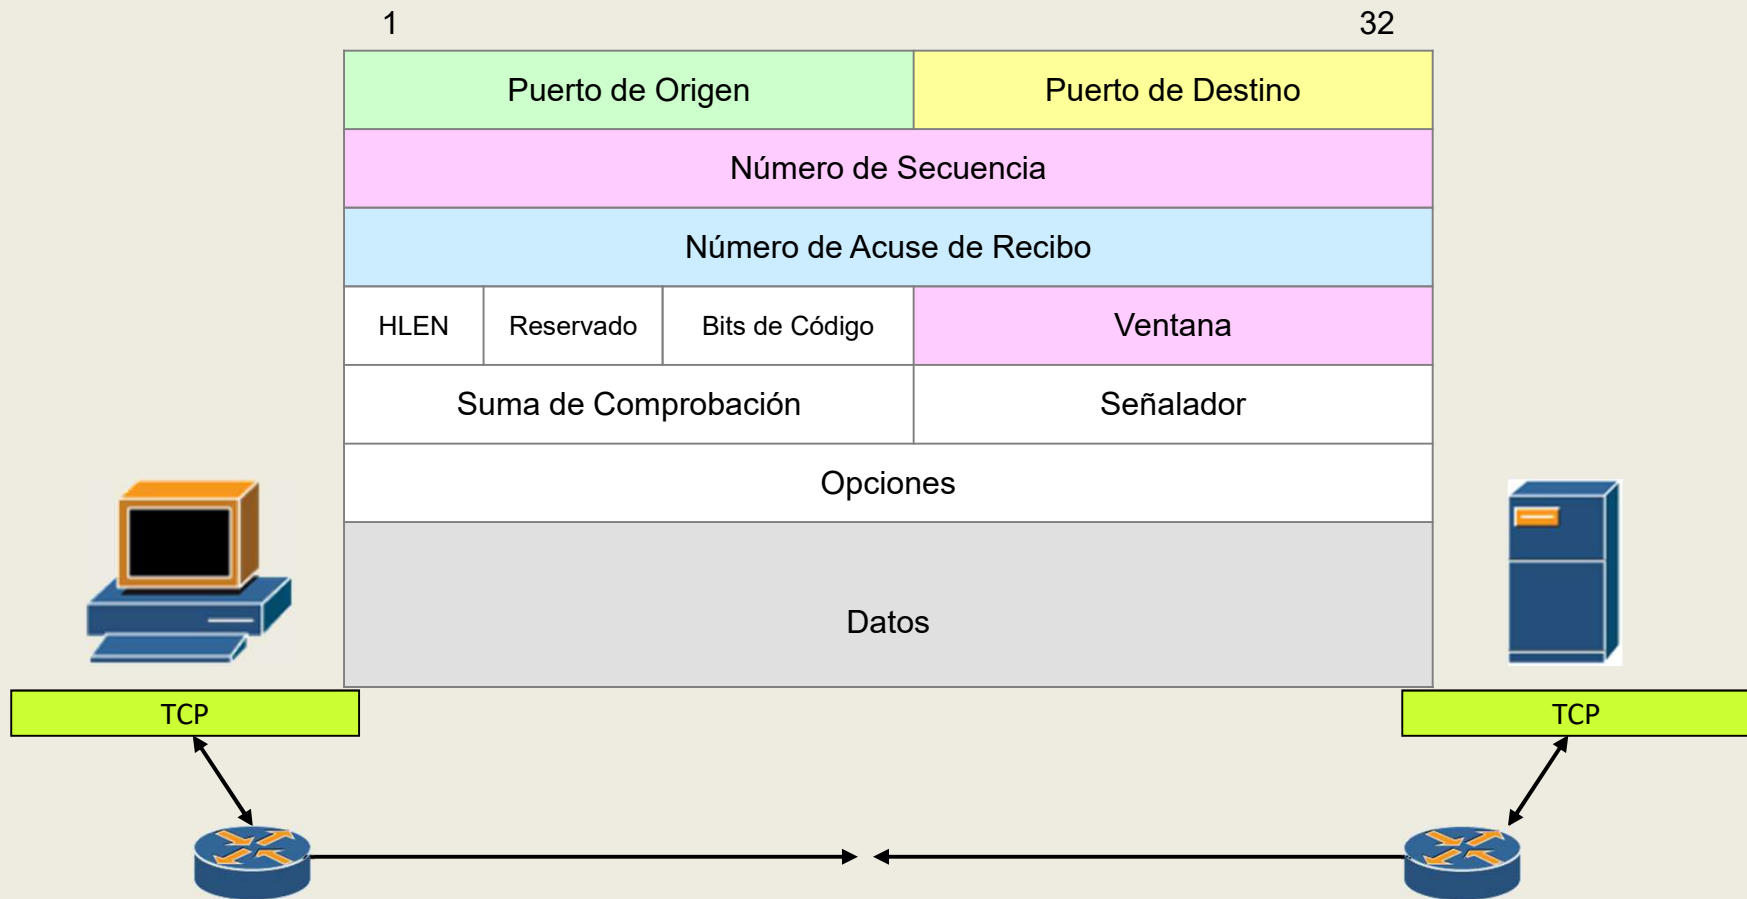 1
32
Puerto de Origen
Puerto de Destino
Número de Secuencia
Número de Acuse de Recibo
HLEN
Reservado
Bits de Código
Ventana
Suma de Comprobación
Señalador
Opciones
Datos
TCP
TCP